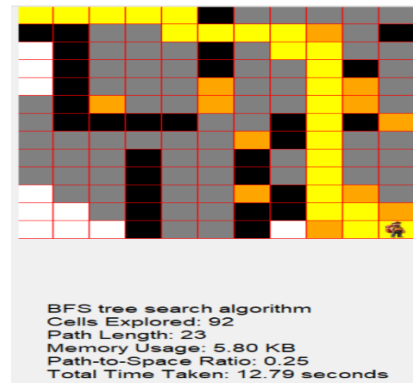 BFS tree search algorithm
Cells Explored: 92
Path Length: 23
Memory Usage: 5.80 KB
Path-to-Space Ratio: 0.25
Total Time Taken: 12.79 seconds